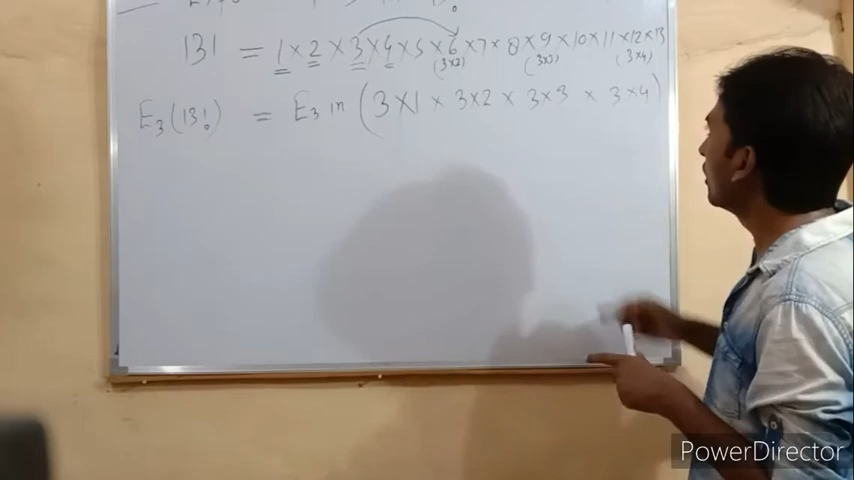 13! = 1 × 2 × 3 × 4 × 5 × 6 × 7 × 8 × 9 × 10 × 11 × 12 × 13
(3×2) (3×3) (3×4)
E₃(13!) = E₃ in (3×1 × 3×2 × 3×3 × 3×4)
PowerDirector